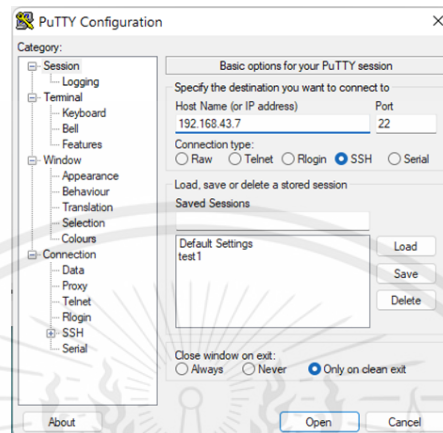 PuTTY Configuration
Category:
Session
Logging
Terminal
Keyboard
Bell
Features
Window
Appearance
Behaviour
Translation
Selection
Colours
Connection
Data
Proxy
Telnet
Rlogin
SSH
Serial
Basic options for your PuTTY session
Specify the destination you want to connect to
Host Name (or IP address) Port
192.168.43.7 22
Connection type:
Raw Telnet Rlogin SSH Serial
Load, save or delete a stored session
Saved Sessions
Default Settings
test1
Load
Save
Delete
Close window on exit:
Always Never Only on clean exit
About Open Cancel